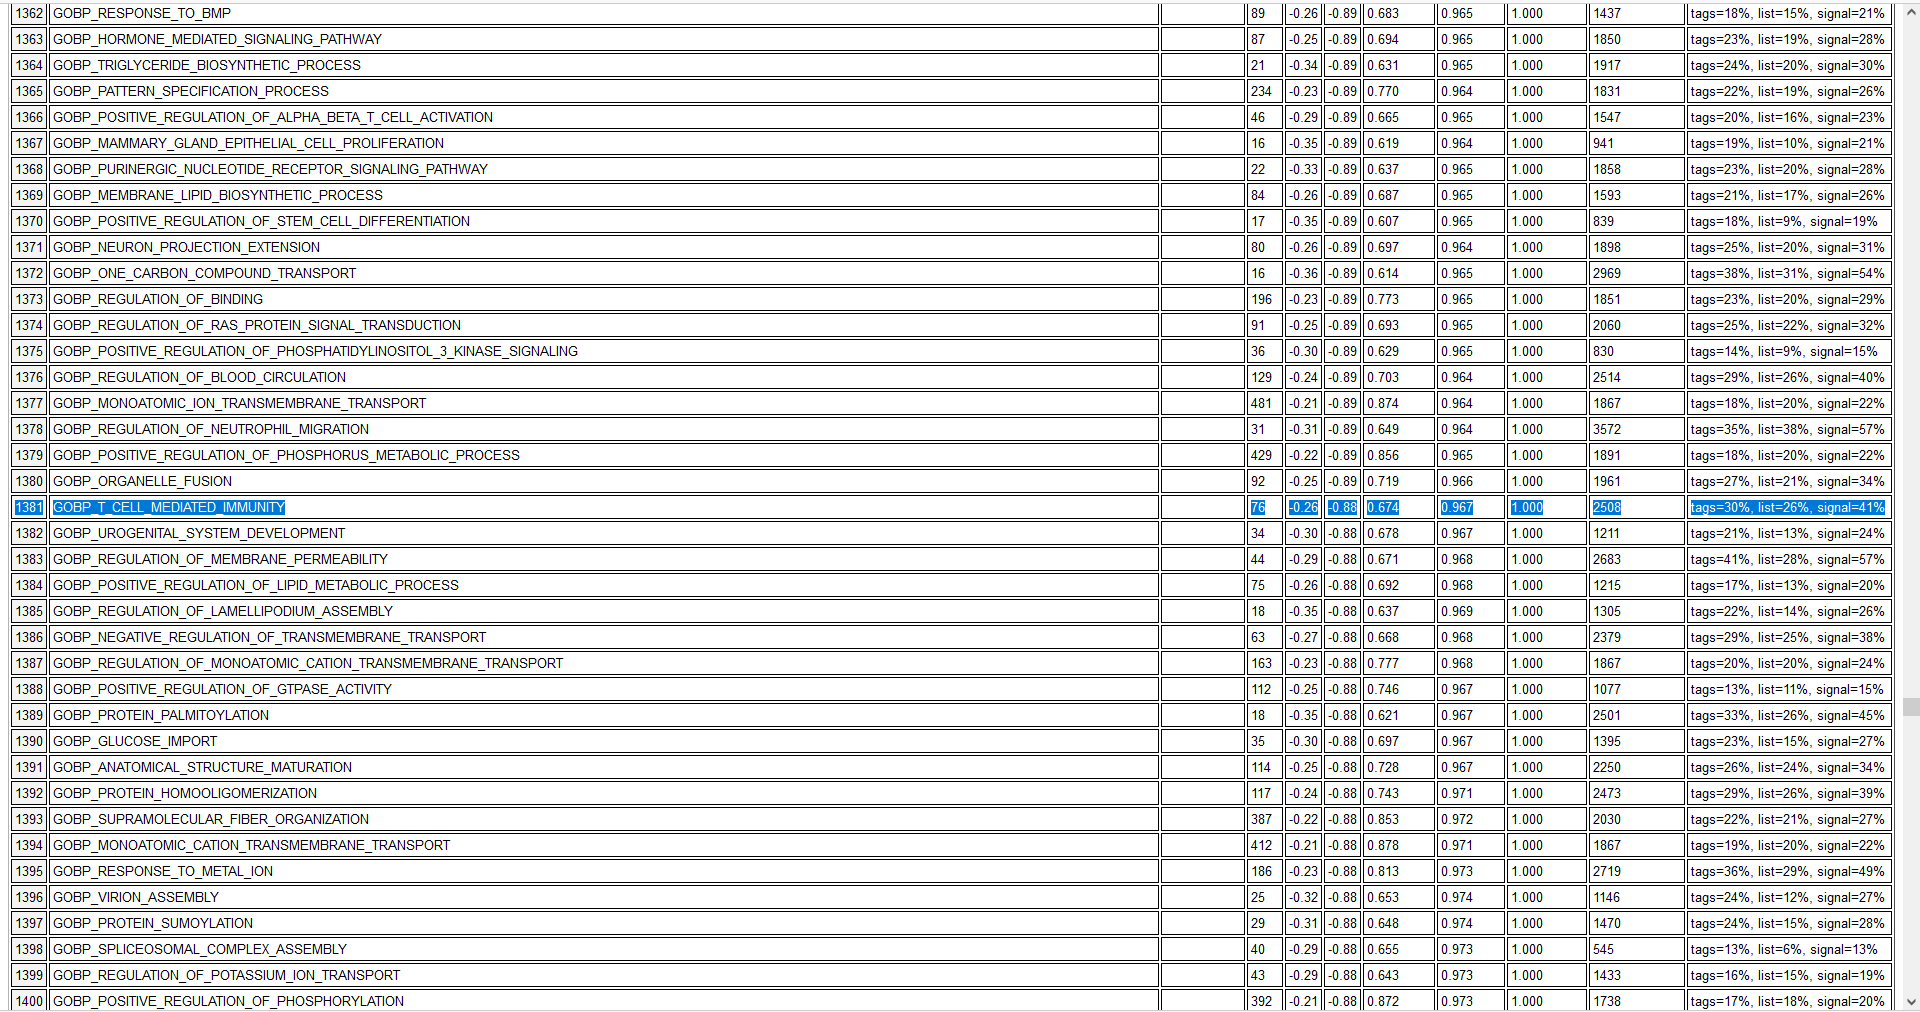 1362 GOBP_RESPONSE_TO_BMP 89 -0.26 -0.89 0.683 0.965 1.000 1437 tags=18%, list=15%, signal=21%
1363 GOBP_HORMONE_MEDIATED_SIGNALING_PATHWAY 87 -0.25 -0.89 0.694 0.965 1.000 1850 tags=23%, list=19%, signal=28%
1364 GOBP_TRIGLYCERIDE_BIOSYNTHETIC_PROCESS 21 -0.34 -0.89 0.631 0.965 1.000 1917 tags=24%, list=20%, signal=30%
1365 GOBP_PATTERN_SPECIFICATION_PROCESS 234 -0.23 -0.89 0.770 0.964 1.000 1831 tags=22%, list=19%, signal=26%
1366 GOBP_POSITIVE_REGULATION_OF_ALPHA_BETA_T_CELL_ACTIVATION 46 -0.29 -0.89 0.665 0.965 1.000 1547 tags=20%, list=16%, signal=23%
1367 GOBP_MAMMARY_GLAND_EPITHELIAL_CELL_PROLIFERATION 16 -0.35 -0.89 0.619 0.964 1.000 941 tags=19%, list=10%, signal=21%
1368 GOBP_PURINERGIC_NUCLEOTIDE_RECEPTOR_SIGNALING_PATHWAY 22 -0.33 -0.89 0.637 0.965 1.000 1858 tags=23%, list=20%, signal=28%
1369 GOBP_MEMBRANE_LIPID_BIOSYNTHETIC_PROCESS 84 -0.26 -0.89 0.687 0.965 1.000 1593 tags=21%, list=17%, signal=26%
1370 GOBP_POSITIVE_REGULATION_OF_STEM_CELL_DIFFERENTIATION 17 -0.35 -0.89 0.607 0.965 1.000 839 tags=18%, list=9%, signal=19%
1371 GOBP_NEURON_PROJECTION_EXTENSION 80 -0.26 -0.89 0.697 0.964 1.000 1898 tags=25%, list=20%, signal=31%
1372 GOBP_ONE_CARBON_COMPOUND_TRANSPORT 16 -0.36 -0.89 0.614 0.965 1.000 2969 tags=38%, list=31%, signal=54%
1373 GOBP_REGULATION_OF_BINDING 196 -0.23 -0.89 0.773 0.965 1.000 1851 tags=23%, list=20%, signal=29%
1374 GOBP_REGULATION_OF_RAS_PROTEIN_SIGNAL_TRANSDUCTION 91 -0.25 -0.89 0.693 0.965 1.000 2060 tags=25%, list=22%, signal=32%
1375 GOBP_POSITIVE_REGULATION_OF_PHOSPHATIDYLINOSITOL_3_KINASE_SIGNALING 36 -0.30 -0.89 0.629 0.965 1.000 830 tags=14%, list=9%, signal=15%
1376 GOBP_REGULATION_OF_BLOOD_CIRCULATION 129 -0.24 -0.89 0.703 0.964 1.000 2514 tags=29%, list=26%, signal=40%
1377 GOBP_MONOATOMIC_ION_TRANSMEMBRANE_TRANSPORT 481 -0.21 -0.89 0.874 0.964 1.000 1867 tags=18%, list=20%, signal=22%
1378 GOBP_REGULATION_OF_NEUTROPHIL_MIGRATION 31 -0.31 -0.89 0.649 0.964 1.000 3572 tags=35%, list=38%, signal=57%
1379 GOBP_POSITIVE_REGULATION_OF_PHOSPHORUS_METABOLIC_PROCESS 429 -0.22 -0.89 0.856 0.965 1.000 1891 tags=18%, list=20%, signal=22%
1380 GOBP_ORGANELLE_FUSION 92 -0.25 -0.89 0.719 0.966 1.000 1961 tags=27%, list=21%, signal=34%
1381 GOBP_T_CELL_MEDIATED_IMMUNITY 76 -0.26 -0.88 0.674 0.967 1.000 2508 tags=30%, list=26%, signal=41%
1382 GOBP_UROGENITAL_SYSTEM_DEVELOPMENT 34 -0.30 -0.88 0.678 0.967 1.000 1211 tags=21%, list=13%, signal=24%
1383 GOBP_REGULATION_OF_MEMBRANE_PERMEABILITY 44 -0.29 -0.88 0.671 0.968 1.000 2683 tags=41%, list=28%, signal=57%
1384 GOBP_POSITIVE_REGULATION_OF_LIPID_METABOLIC_PROCESS 75 -0.26 -0.88 0.692 0.968 1.000 1215 tags=17%, list=13%, signal=20%
1385 GOBP_REGULATION_OF_LAMELLIPODIUM_ASSEMBLY 18 -0.35 -0.88 0.637 0.969 1.000 1305 tags=22%, list=14%, signal=26%
1386 GOBP_NEGATIVE_REGULATION_OF_TRANSMEMBRANE_TRANSPORT 63 -0.27 -0.88 0.668 0.968 1.000 2379 tags=29%, list=25%, signal=38%
1387 GOBP_REGULATION_OF_MONOATOMIC_CATION_TRANSMEMBRANE_TRANSPORT 163 -0.23 -0.88 0.777 0.968 1.000 1867 tags=20%, list=20%, signal=24%
1388 GOBP_POSITIVE_REGULATION_OF_GTPASE_ACTIVITY 112 -0.25 -0.88 0.746 0.967 1.000 1077 tags=13%, list=11%, signal=15%
1389 GOBP_PROTEIN_PALMITOYLATION 18 -0.35 -0.88 0.621 0.967 1.000 2501 tags=33%, list=26%, signal=45%
1390 GOBP_GLUCOSE_IMPORT 35 -0.30 -0.88 0.697 0.967 1.000 1395 tags=23%, list=15%, signal=27%
1391 GOBP_ANATOMICAL_STRUCTURE_MATURATION 114 -0.25 -0.88 0.728 0.967 1.000 2250 tags=26%, list=24%, signal=34%
1392 GOBP_PROTEIN_HOMOOLIGOMERIZATION 117 -0.24 -0.88 0.743 0.971 1.000 2473 tags=29%, list=26%, signal=39%
1393 GOBP_SUPRAMOLECULAR_FIBER_ORGANIZATION 387 -0.22 -0.88 0.853 0.972 1.000 2030 tags=22%, list=21%, signal=27%
1394 GOBP_MONOATOMIC_CATION_TRANSMEMBRANE_TRANSPORT 412 -0.21 -0.88 0.878 0.971 1.000 1867 tags=19%, list=20%, signal=22%
1395 GOBP_RESPONSE_TO_METAL_ION 186 -0.23 -0.88 0.813 0.973 1.000 2719 tags=36%, list=29%, signal=49%
1396 GOBP_VIRION_ASSEMBLY 25 -0.32 -0.88 0.653 0.974 1.000 1146 tags=24%, list=12%, signal=27%
1397 GOBP_PROTEIN_SUMOYLATION 29 -0.31 -0.88 0.648 0.974 1.000 1470 tags=24%, list=15%, signal=28%
1398 GOBP_SPLICEOSOMAL_COMPLEX_ASSEMBLY 40 -0.29 -0.88 0.655 0.973 1.000 545 tags=13%, list=6%, signal=13%
1399 GOBP_REGULATION_OF_POTASSIUM_ION_TRANSPORT 43 -0.29 -0.88 0.643 0.973 1.000 1433 tags=16%, list=15%, signal=19%
1400 GOBP_POSITIVE_REGULATION_OF_PHOSPHORYLATION 392 -0.21 -0.88 0.872 0.973 1.000 1738 tags=17%, list=18%, signal=20%